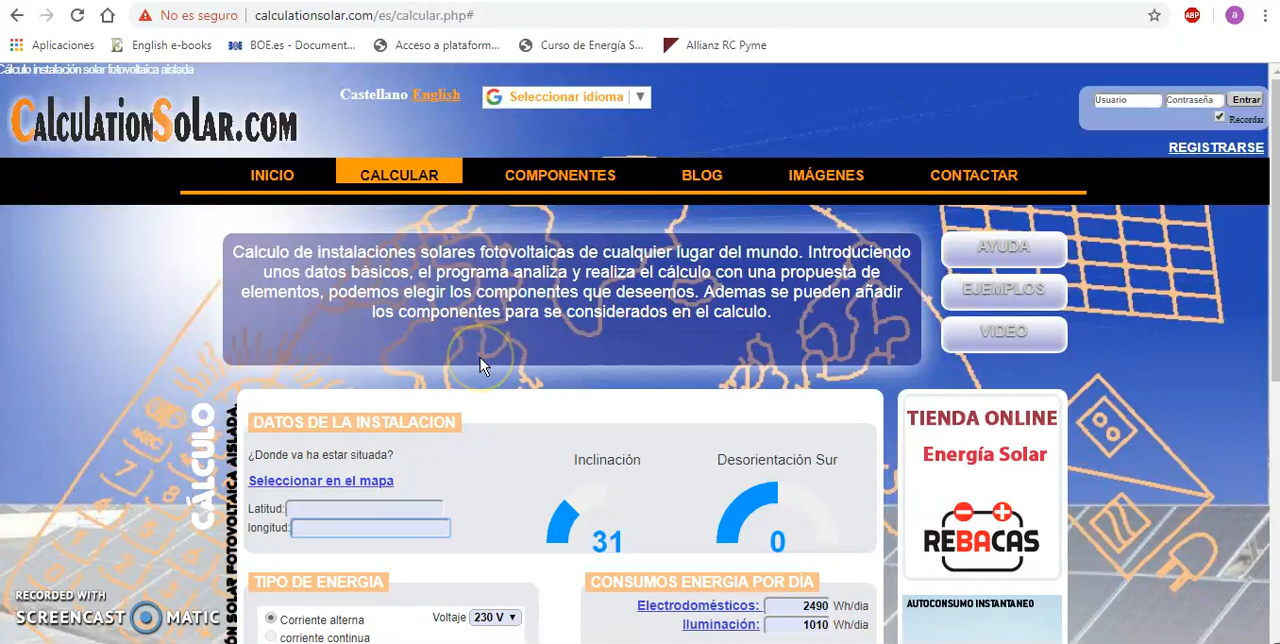 No es seguro
calculationsolar.com/es/calcular.php#
ABP
a
Aplicaciones
English e-books
BOE.es - Document...
Acceso a plataform...
Curso de Energía S...
Allianz RC Pyme
Cálculo instalación solar fotovoltaica aislada
Castellano English
Seleccionar idioma
Usuario
Contraseña
Entrar
Recordar
CALCULATIONSOLAR.COM
REGISTRARSE
INICIO
CALCULAR
COMPONENTES
BLOG
IMÁGENES
CONTACTAR
Calculo de instalaciones solares fotovoltaicas de cualquier lugar del mundo. Introduciendo
unos datos básicos, el programa analiza y realiza el cálculo con una propuesta de
elementos, podemos elegir los componentes que deseemos. Ademas se pueden añadir
los componentes para se considerados en el calculo.
AYUDA
EJEMPLOS
VIDEO
CÁLCULO
ÓN SOLAR FOTOVOLTAICA AISLADA.
DATOS DE LA INSTALACION
¿Donde va ha estar situada?
Seleccionar en el mapa
Latitud:
longitud:
Inclinación
31
Desorientación Sur
0
TIENDA ONLINE
Energía Solar
REBACAS
TIPO DE ENERGIA
Corriente alterna
Voltaje
230 V
corriente continua
CONSUMOS ENERGIA POR DÍA
Electrodomésticos: 2490 Wh/dia
Iluminación: 1010 Wh/dia
AUTOCONSUMO INSTANTANEO
RECORDED WITH
SCREENCAST MATIC